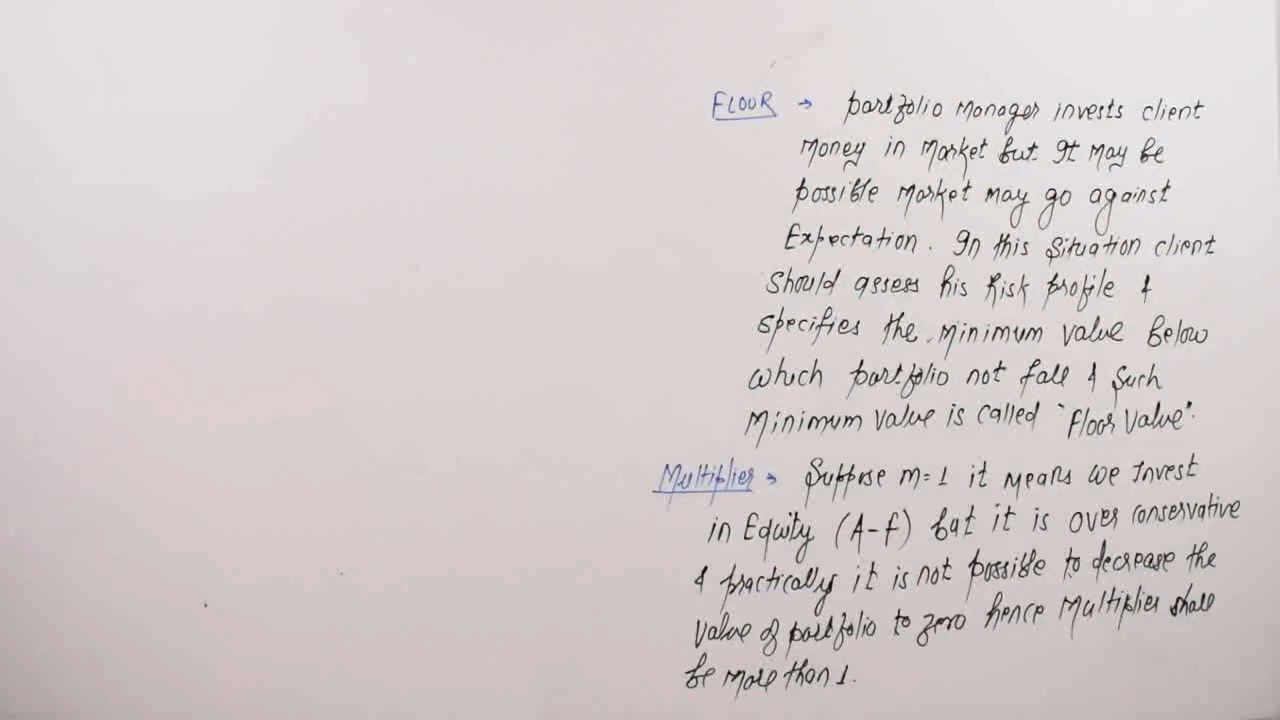 FLOOR → portfolio manager invests client
money in market but It may be
possible market may go against
Expectation. In this situation client
should assess his Risk profile &
specifies the minimum value below
which portfolio not fall & such
minimum value is called "Floor Value".
Multiplier → Suppose m=1 it means we Invest
in Equity (A-f) but it is over conservative
& practically it is not possible to decrease the
value of portfolio to zero hence Multiplier shall
be more than 1.